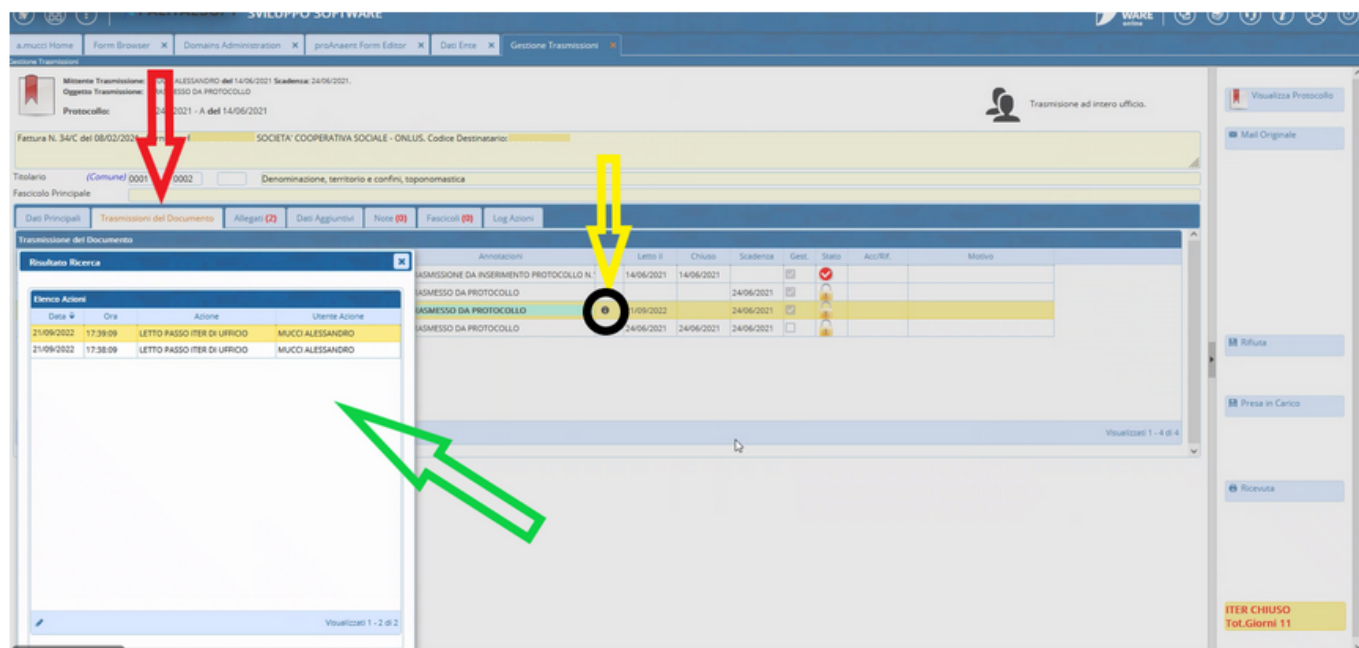 SVILUPPO SOFTWARE
WARE
online
a.mucci Home Form Browser Domains Administration proAnaent Form Editor Dati Ente Gestione Trasmissioni
Gestione Trasmissioni
Mittente Trasmissione: ALESSANDRO del 14/06/2021 Scadenza: 24/06/2021.
Oggetto Trasmissione: DA PROTOCOLLO
Protocollo: 2021 - A del 14/06/2021
Trasmisione ad intero ufficio.
Visualizza Protocollo
Mail Originale
Fattura N. 34/C del 08/02/202 SOCIETA' COOPERATIVA SOCIALE - ONLUS. Codice Destinatario:
Titolario (Comune) 0001 0002 Denominazione, territorio e confini, toponomastica
Fascicolo Principale
Dati Principali Trasmissioni del Documento Allegati (2) Dati Aggiuntivi Note (0) Fascicoli (0) Log Azioni
Trasmissione del Documento
Annotazioni Letto il Chiuso Scadenza Gest. Stato Acc/Rif. Motivo
ASMISSIONE DA INSERIMENTO PROTOCOLLO N. 14/06/2021 14/06/2021
ASMESSO DA PROTOCOLLO 24/06/2021
ASMESSO DA PROTOCOLLO 21/09/2022 24/06/2021
ASMESSO DA PROTOCOLLO 24/06/2021 24/06/2021 24/06/2021
Visualizzati 1 - 4 di 4
Risultato Ricerca
Elenco Azioni
Data Ora Azione Utente Azione
21/09/2022 17:39:09 LETTO PASSO ITER DI UFFICIO MUCCI ALESSANDRO
21/09/2022 17:38:09 LETTO PASSO ITER DI UFFICIO MUCCI ALESSANDRO
Visualizzati 1 - 2 di 2
Rifiuta
Presa in Carico
Ricevuta
ITER CHIUSO
Tot.Giorni 11